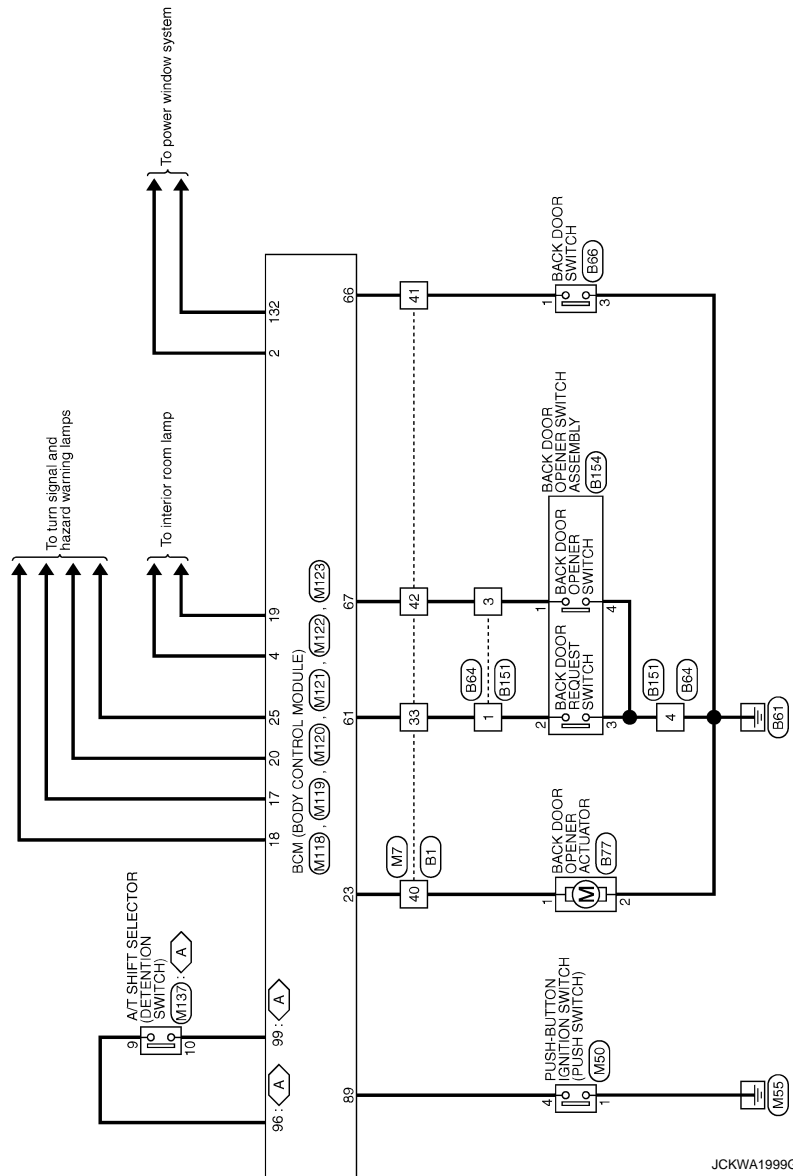 To power window system
To turn signal and
hazard warning lamps
To interior room lamp
A/T SHIFT SELECTOR
(DETENTION
SWITCH)
M137 : A
9
10
96 : A
99 : A
18
17
20
25
4
19
2
132
BCM (BODY CONTROL MODULE)
M118 , M119 , M120 , M121 , M122 , M123
89
23
61
67
66
M7
B1
40
33
42
41
B64
B151
1
3
PUSH-BUTTON
IGNITION SWITCH
(PUSH SWITCH)
M50
4
1
BACK DOOR
OPENER
ACTUATOR
B77
1
M
2
BACK DOOR
OPENER SWITCH
ASSEMBLY
B154
2
BACK DOOR
REQUEST
SWITCH
3
1
BACK DOOR
OPENER
SWITCH
4
BACK DOOR
SWITCH
B66
1
3
B151
B64
4
M55
B61
JCKWA1999G